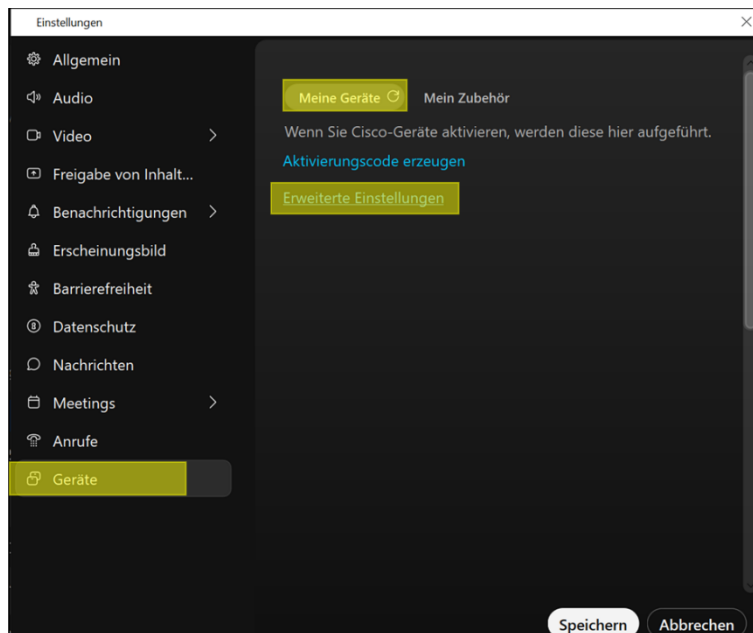 Einstellungen
Allgemein
Audio
Video
Freigabe von Inhalt...
Benachrichtigungen
Erscheinungsbild
Barrierefreiheit
Datenschutz
Nachrichten
Meetings
Anrufe
Geräte
Meine Geräte Mein Zubehör
Wenn Sie Cisco-Geräte aktivieren, werden diese hier aufgeführt.
Aktivierungscode erzeugen
Erweiterte Einstellungen
Speichern Abbrechen